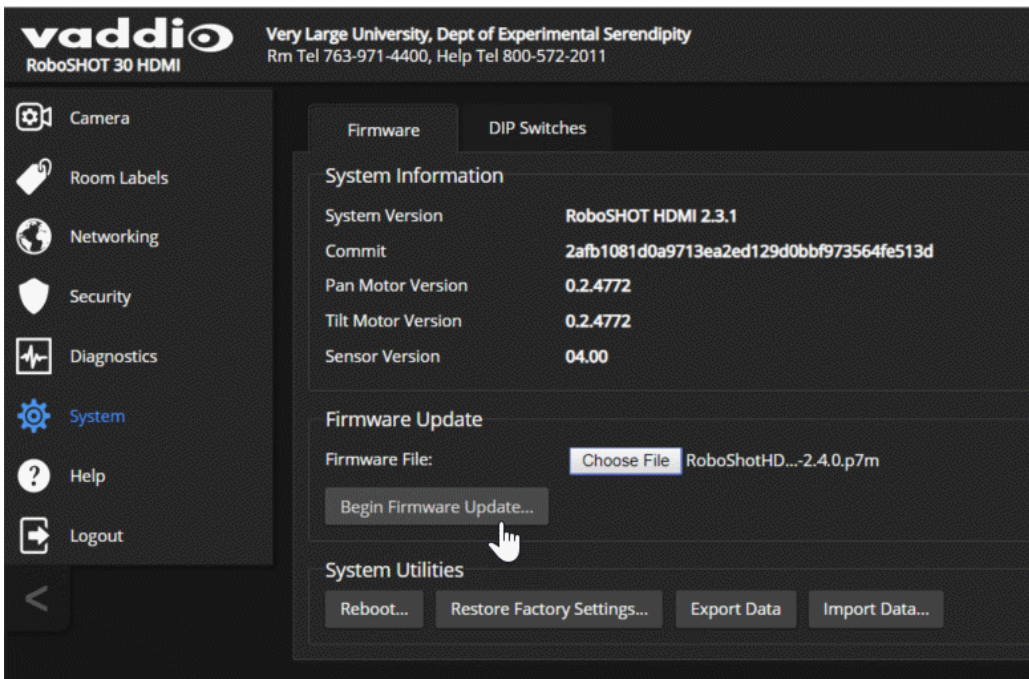 vaddio
RoboSHOT 30 HDMI
Very Large University, Dept of Experimental Serendipity
Rm Tel 763-971-4400, Help Tel 800-572-2011
Camera
Room Labels
Networking
Security
Diagnostics
System
Help
Logout
<
Firmware
DIP Switches
System Information
System Version RoboSHOT HDMI 2.3.1
Commit 2afb1081d0a9713ea2ed129d0bbf973564fe513d
Pan Motor Version 0.2.4772
Tilt Motor Version 0.2.4772
Sensor Version 04.00
Firmware Update
Firmware File: Choose File RoboShotHD...-2.4.0.p7m
Begin Firmware Update...
System Utilities
Reboot... Restore Factory Settings... Export Data Import Data...